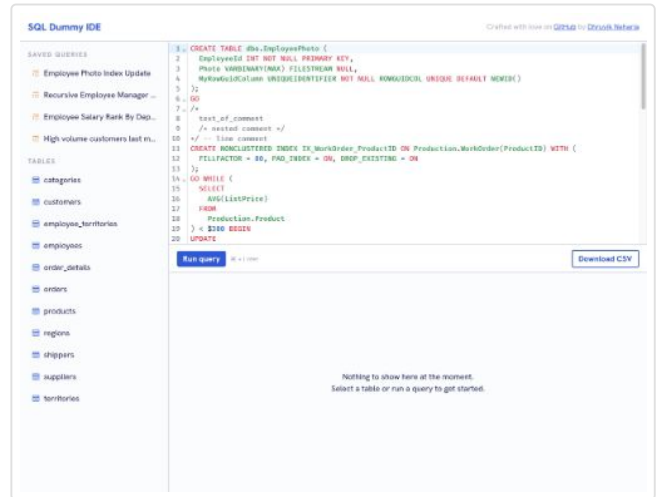 SQL Dummy IDE
Crafted with love on GitHub by Dhruvik Neharia
SAVED QUERIES
Employee Photo Index Update
Recursive Employee Manager ...
Employee Salary Rank By Dep...
High volume customers last m...
TABLES
categories
customers
employee_territories
employees
order_details
orders
products
regions
shippers
suppliers
territories
1 CREATE TABLE dbo.EmployeePhoto (
2 EmployeeId INT NOT NULL PRIMARY KEY,
3 Photo VARBINARY(MAX) FILESTREAM NULL,
4 MyRowGuidColumn UNIQUEIDENTIFIER NOT NULL ROWGUIDCOL UNIQUE DEFAULT NEWID()
5 );
6 GO
7 /*
8 text_of_comment
9 /* nested comment */
10 */ -- line comment
11 CREATE NONCLUSTERED INDEX IX_WorkOrder_ProductID ON Production.WorkOrder(ProductID) WITH (
12 FILLFACTOR = 80, PAD_INDEX = ON, DROP_EXISTING = ON
13 );
14 GO WHILE (
15 SELECT
16 AVG(ListPrice)
17 FROM
18 Production.Product
19 ) < $300 BEGIN
20 UPDATE
Run query
Download CSV
Nothing to show here at the moment.
Select a table or run a query to get started.